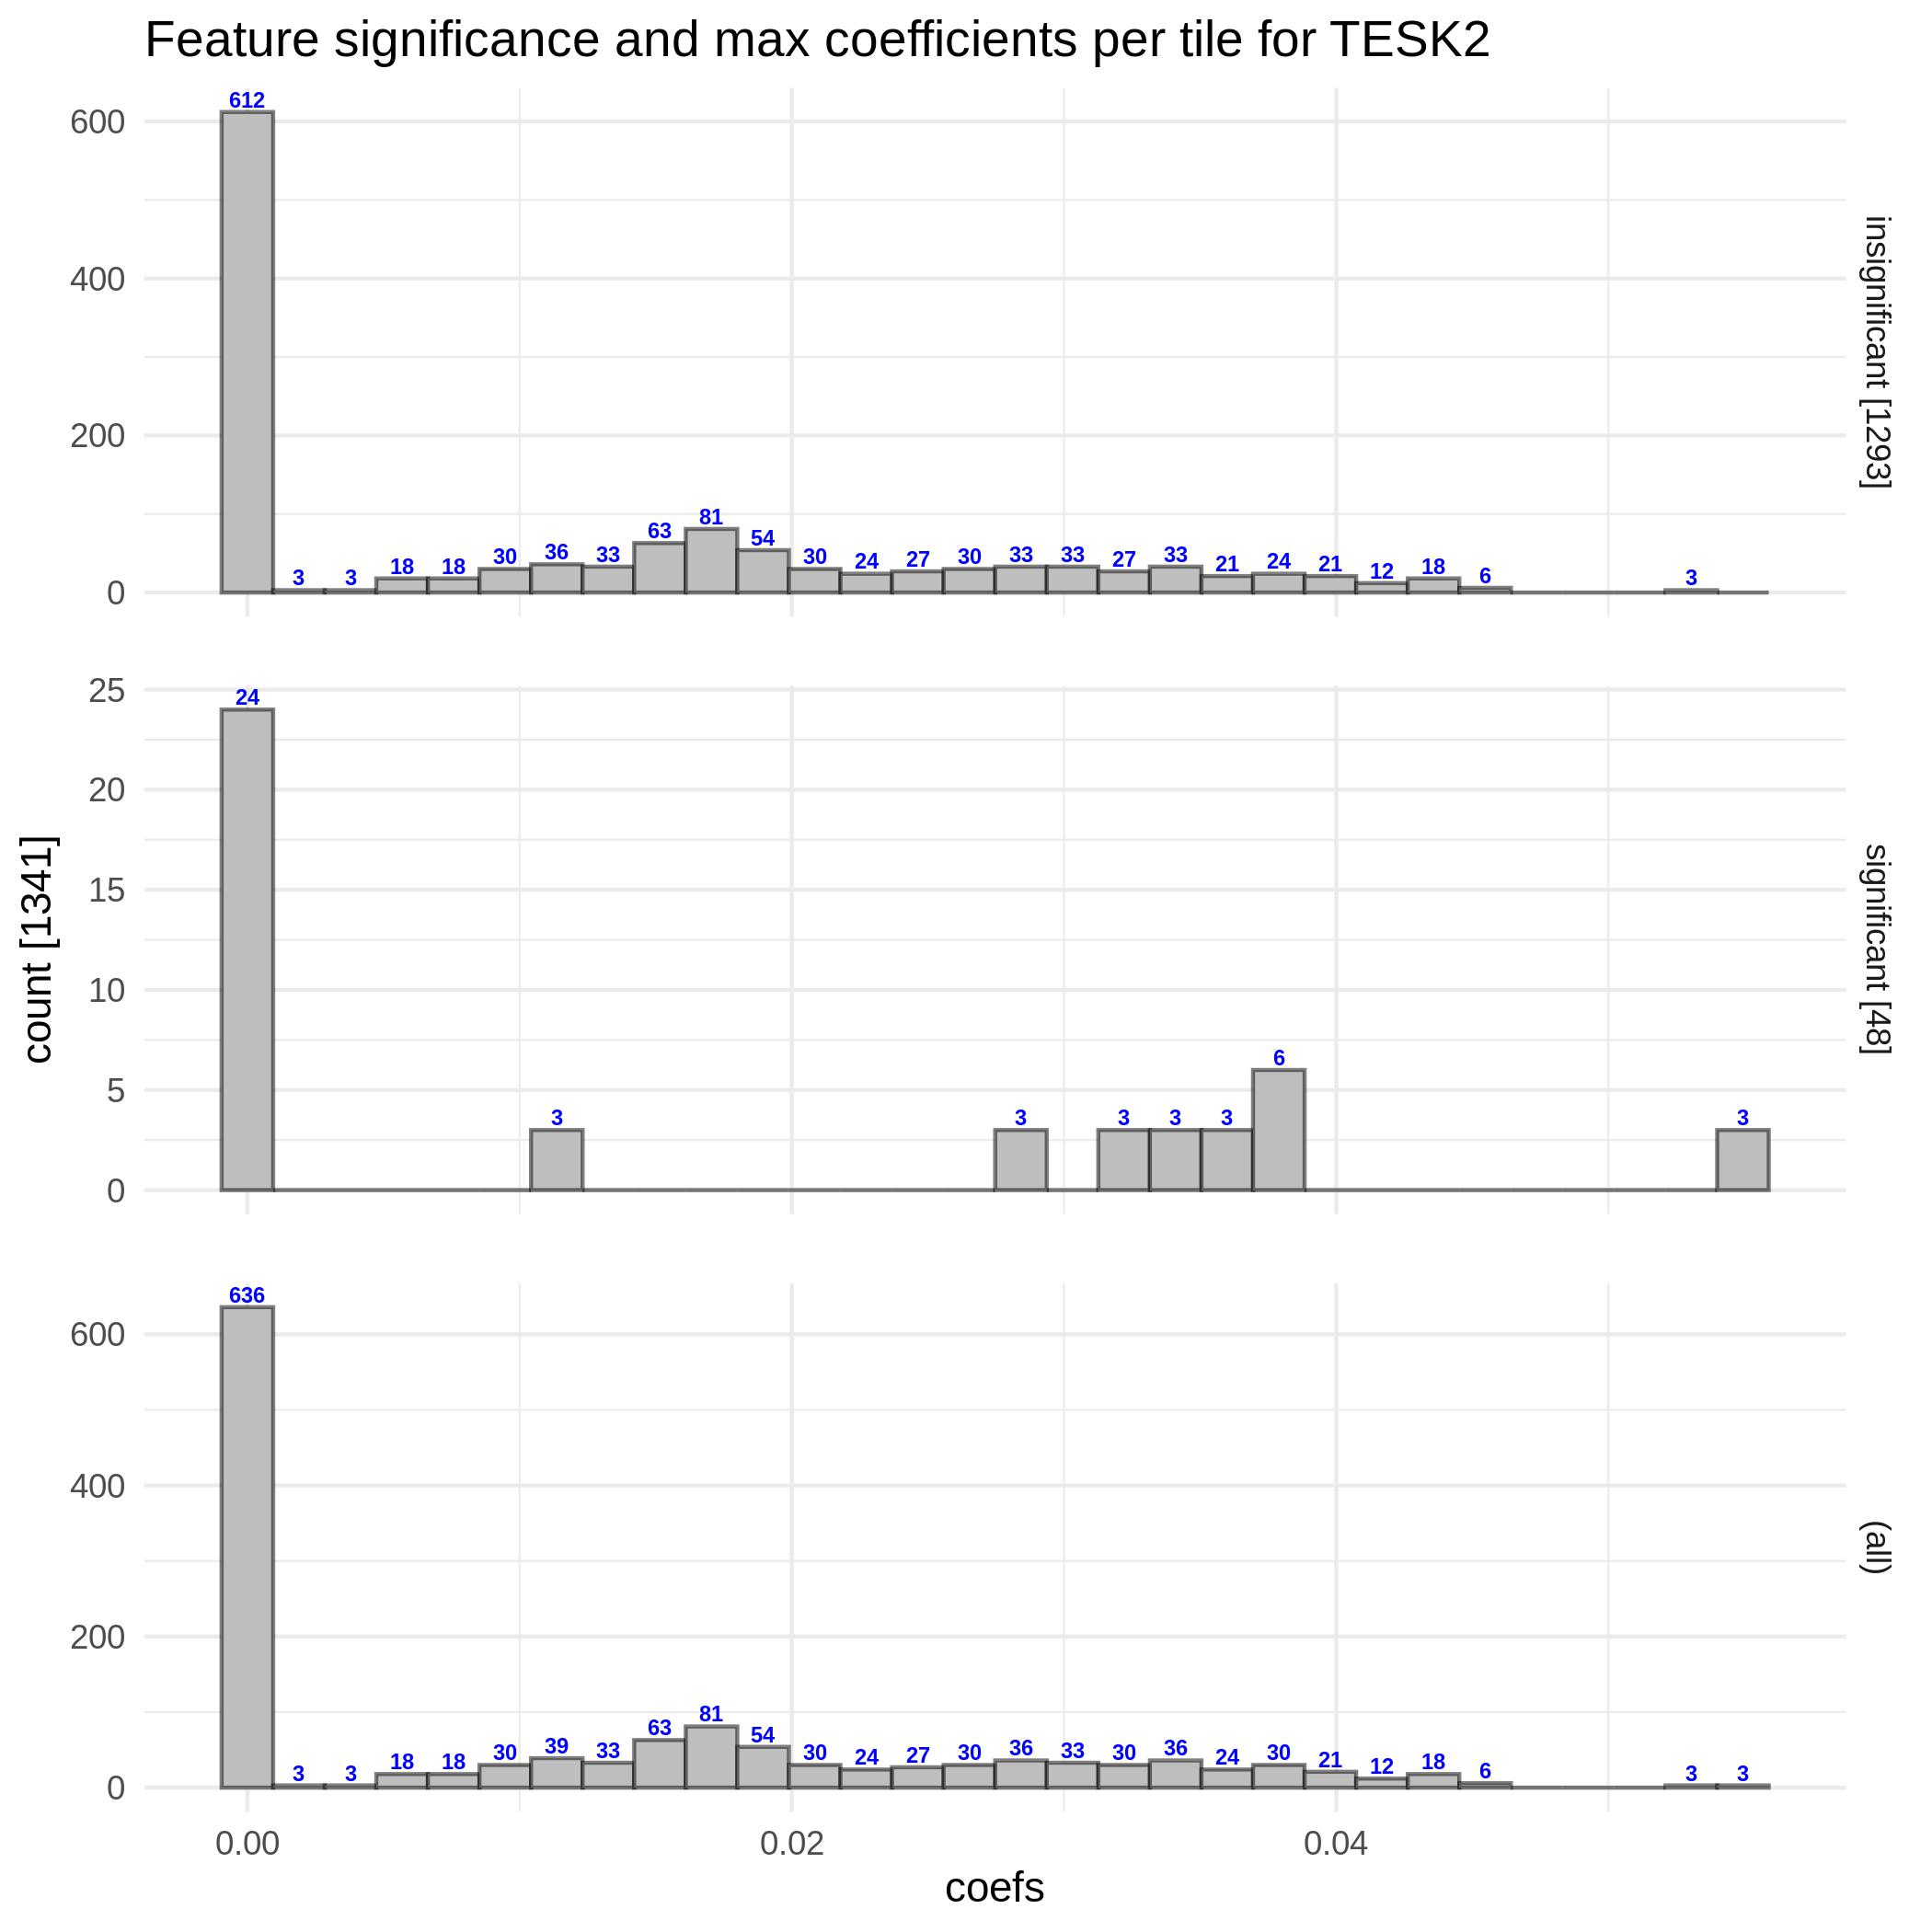 Feature significance and max coefficients per tile for TESK2
count [1341]
600
400
200
0
612
3 3 18 18 30 36 33 63 81 54 30 24 27 30 33 33 27 33 21 24 21 12 18 6 3
insignificant [1293]
25
20
15
10
5
0
24 3 3 3 3 3 6 3
significant [48]
600
400
200
0
636
3 3 18 18 30 39 33 63 81 54 30 24 27 30 36 33 30 36 24 30 21 12 18 6 3 3
(all)
0.00 0.02 0.04
coefs